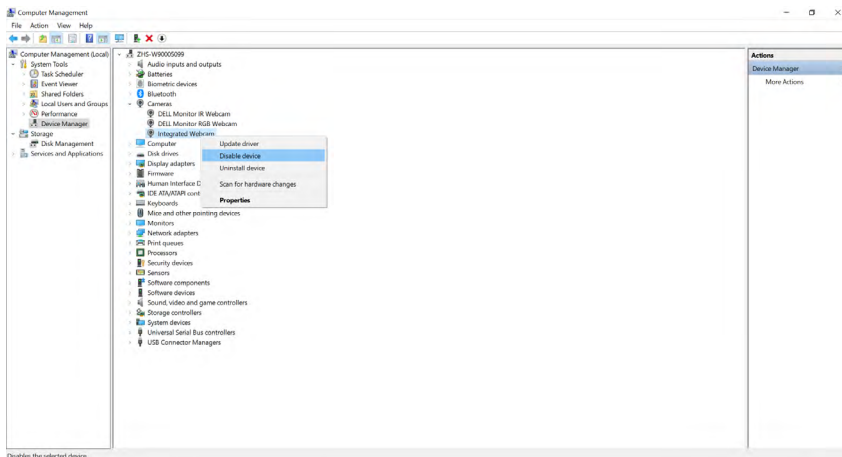 Computer Management
File Action View Help
Computer Management (Local)
System Tools
Task Scheduler
Event Viewer
Shared Folders
Local Users and Groups
Performance
Device Manager
Storage
Disk Management
Services and Applications
ZHS-W90005099
Audio inputs and outputs
Batteries
Biometric devices
Bluetooth
Cameras
DELL Monitor IR Webcam
DELL Monitor RGB Webcam
Integrated Webcam
Computer
Disk drives
Display adapters
Firmware
Human Interface D
IDE ATA/ATAPI cont
Keyboards
Mice and other pointing devices
Monitors
Network adapters
Print queues
Processors
Security devices
Sensors
Software components
Software devices
Sound, video and game controllers
Storage controllers
System devices
Universal Serial Bus controllers
USB Connector Managers
Update driver
Disable device
Uninstall device
Scan for hardware changes
Properties
Actions
Device Manager
More Actions
Disables the selected device.